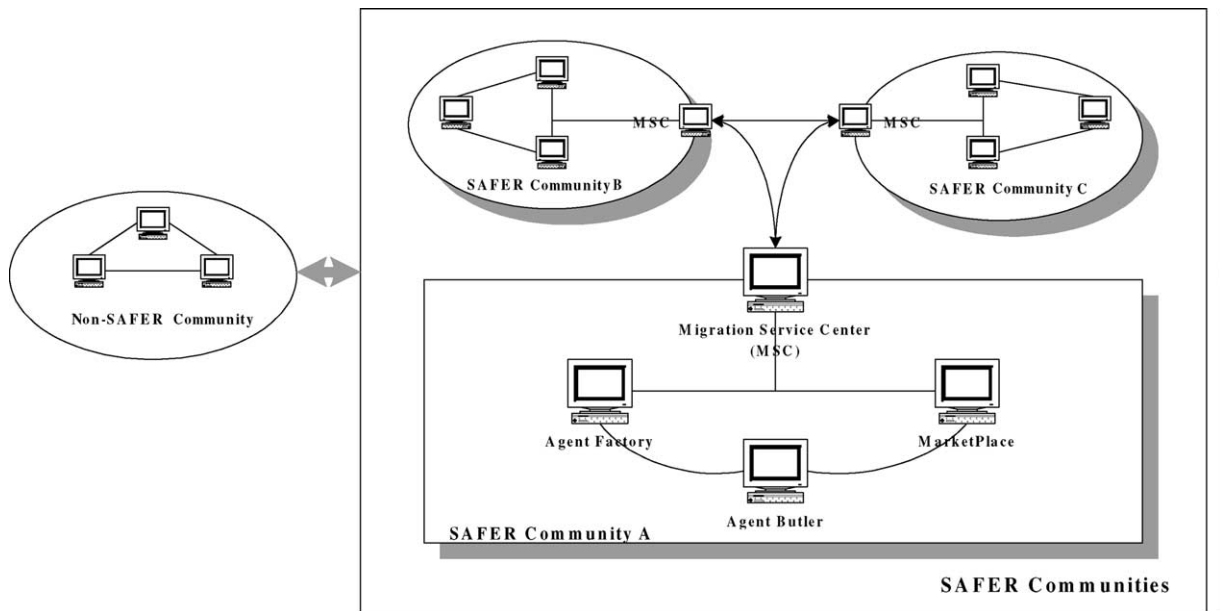 MSC
SAFER Community B
MSC
SAFER Community C
Non-SAFER Community
Migration Service Center
(MSC)
Agent Factory
MarketPlace
Agent Butler
SAFER Community A
SAFER Communities